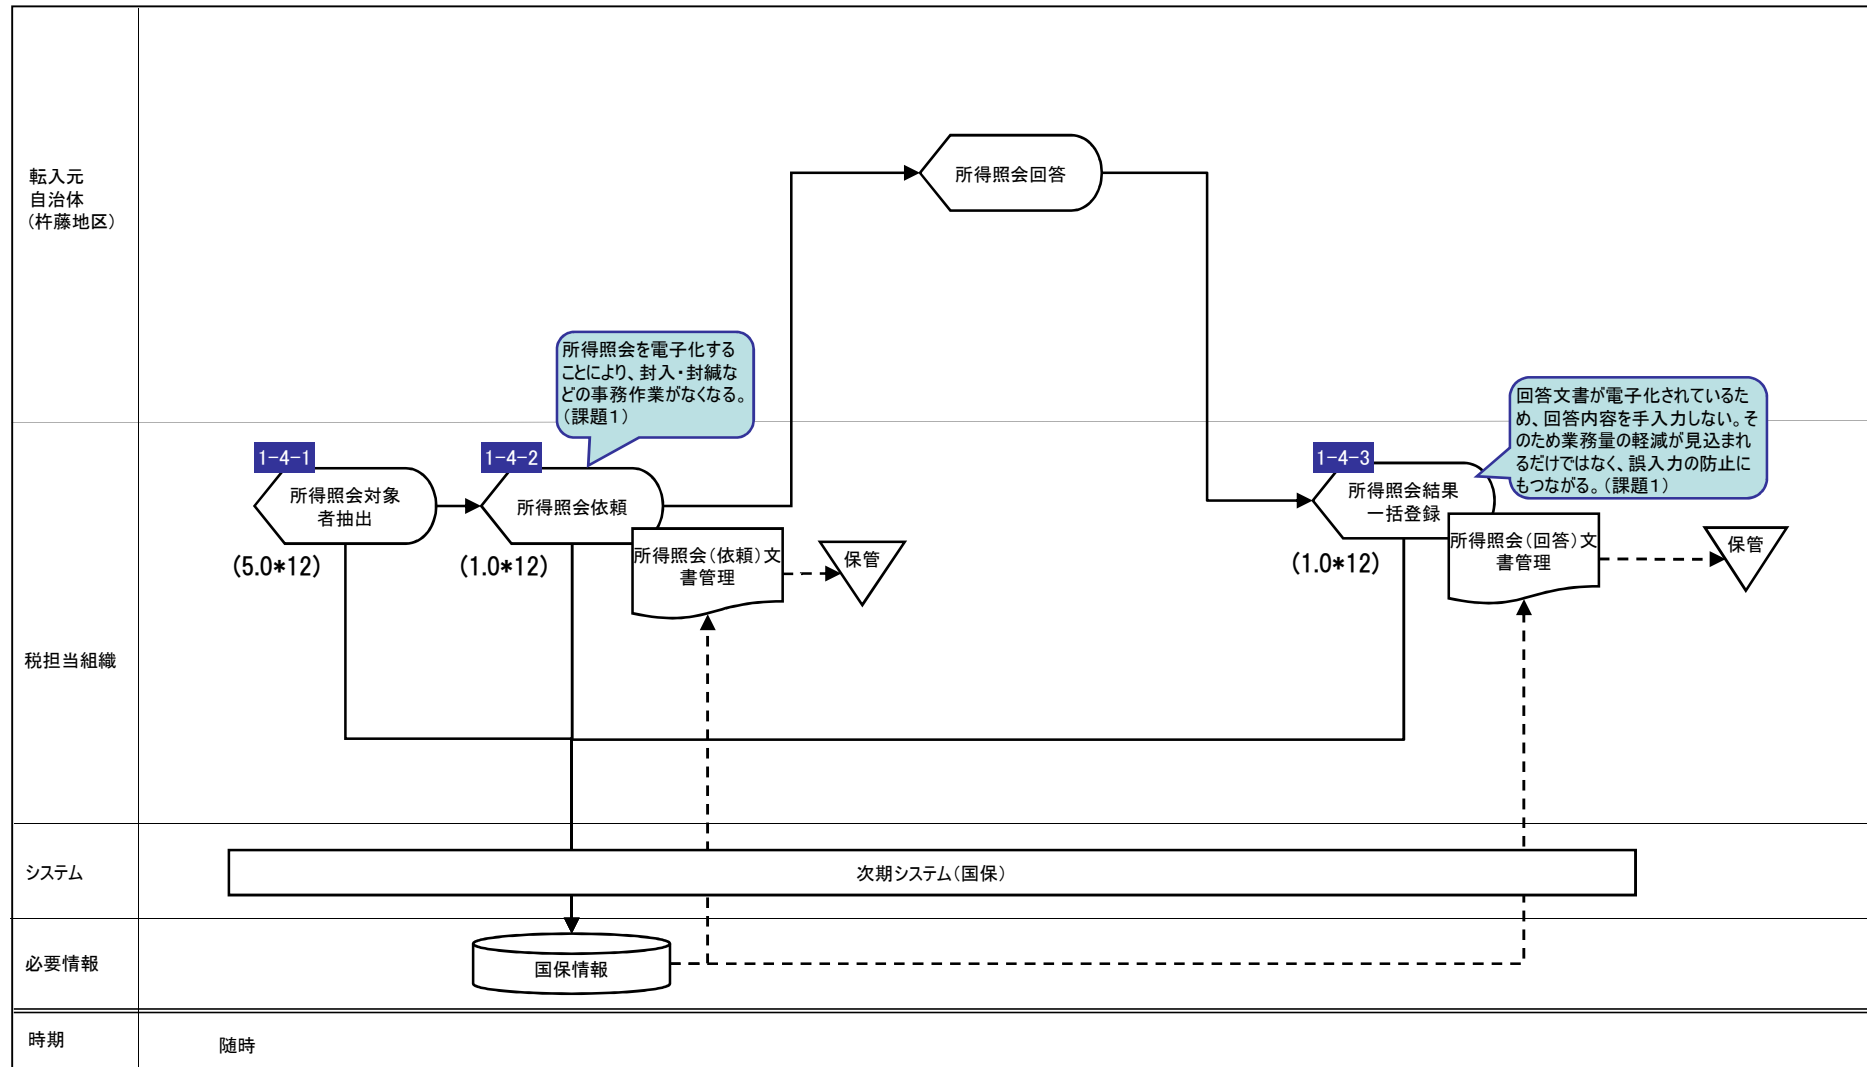 転入元
自治体
（杵藤地区）
所得照会回答
所得照会を電子化する
ことにより、封入・封緘な
どの事務作業がなくなる。
（課題１）
回答文書が電子化されているた
め、回答内容を手入力しない。そ
のため業務量の軽減が見込まれ
るだけではなく、誤入力の防止に
もつながる。（課題１）
税担当組織
1-4-1
所得照会対象
者抽出
(5.0*12)
1-4-2
所得照会依頼
(1.0*12)
所得照会（依頼）文
書管理
保管
1-4-3
所得照会結果
一括登録
(1.0*12)
所得照会（回答）文
書管理
保管
システム
次期システム（国保）
必要情報
国保情報
時期
随時